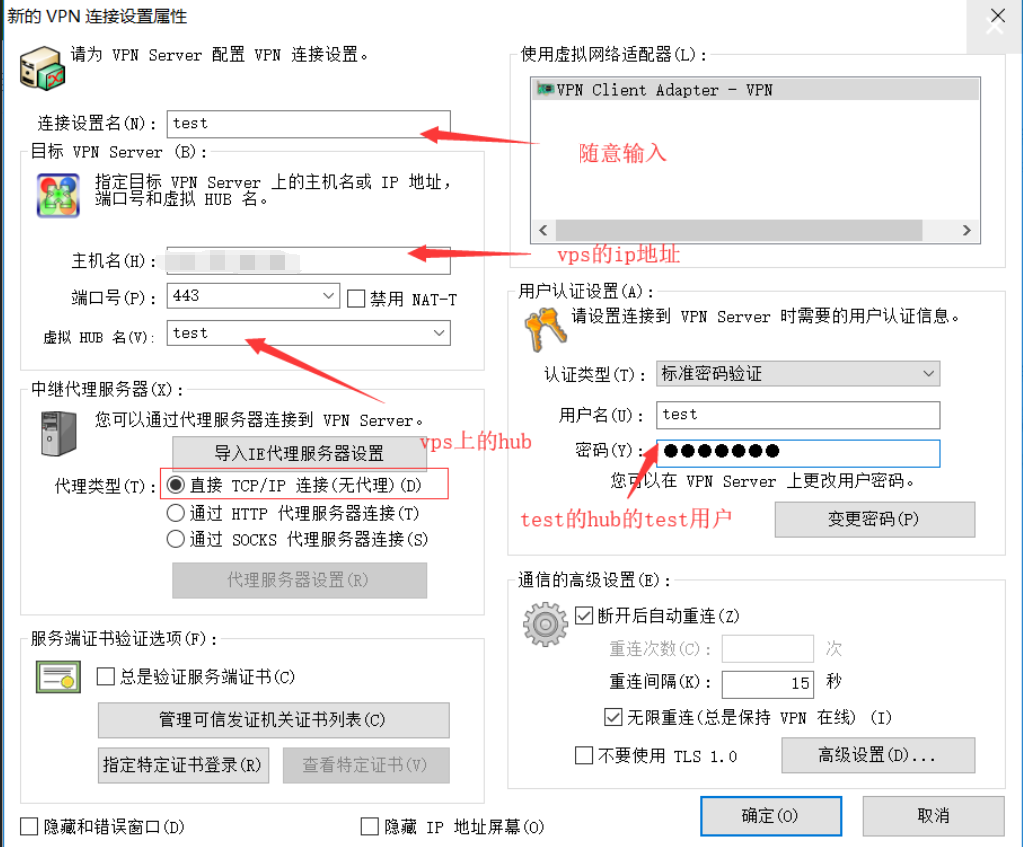 新的 VPN 连接设置属性
请为 VPN Server 配置 VPN 连接设置。
连接设置名(N):
test
随意输入
目标 VPN Server (B):
指定目标 VPN Server 上的主机名或 IP 地址,
端口号和虚拟 HUB 名。
主机名(H):
vps的ip地址
端口号(P):
443
禁用 NAT-T
虚拟 HUB 名(V):
test
vps上的hub
中继代理服务器(X):
您可以通过代理服务器连接到 VPN Server。
导入IE代理服务器设置
代理类型(T):
直接 TCP/IP 连接(无代理)(D)
通过 HTTP 代理服务器连接(T)
通过 SOCKS 代理服务器连接(S)
代理服务器设置(R)
服务端证书验证选项(F):
总是验证服务端证书(C)
管理可信发证机关证书列表(C)
指定特定证书登录(R)
查看特定证书(V)
隐藏和错误窗口(D)
隐藏 IP 地址屏幕(O)
使用虚拟网络适配器(L):
VPN Client Adapter - VPN
用户认证设置(A):
请设置连接到 VPN Server 时需要的用户认证信息。
认证类型(T):
标准密码验证
用户名(U):
test
密码(Y):
●●●●●●●
您可以在 VPN Server 上更改用户密码。
test的hub的test用户
变更密码(P)
通信的高级设置(E):
断开后自动重连(Z)
重连次数(C):
次
重连间隔(K):
15
秒
无限重连(总是保持 VPN 在线) (I)
不要使用 TLS 1.0
高级设置(D)...
确定(O)
取消